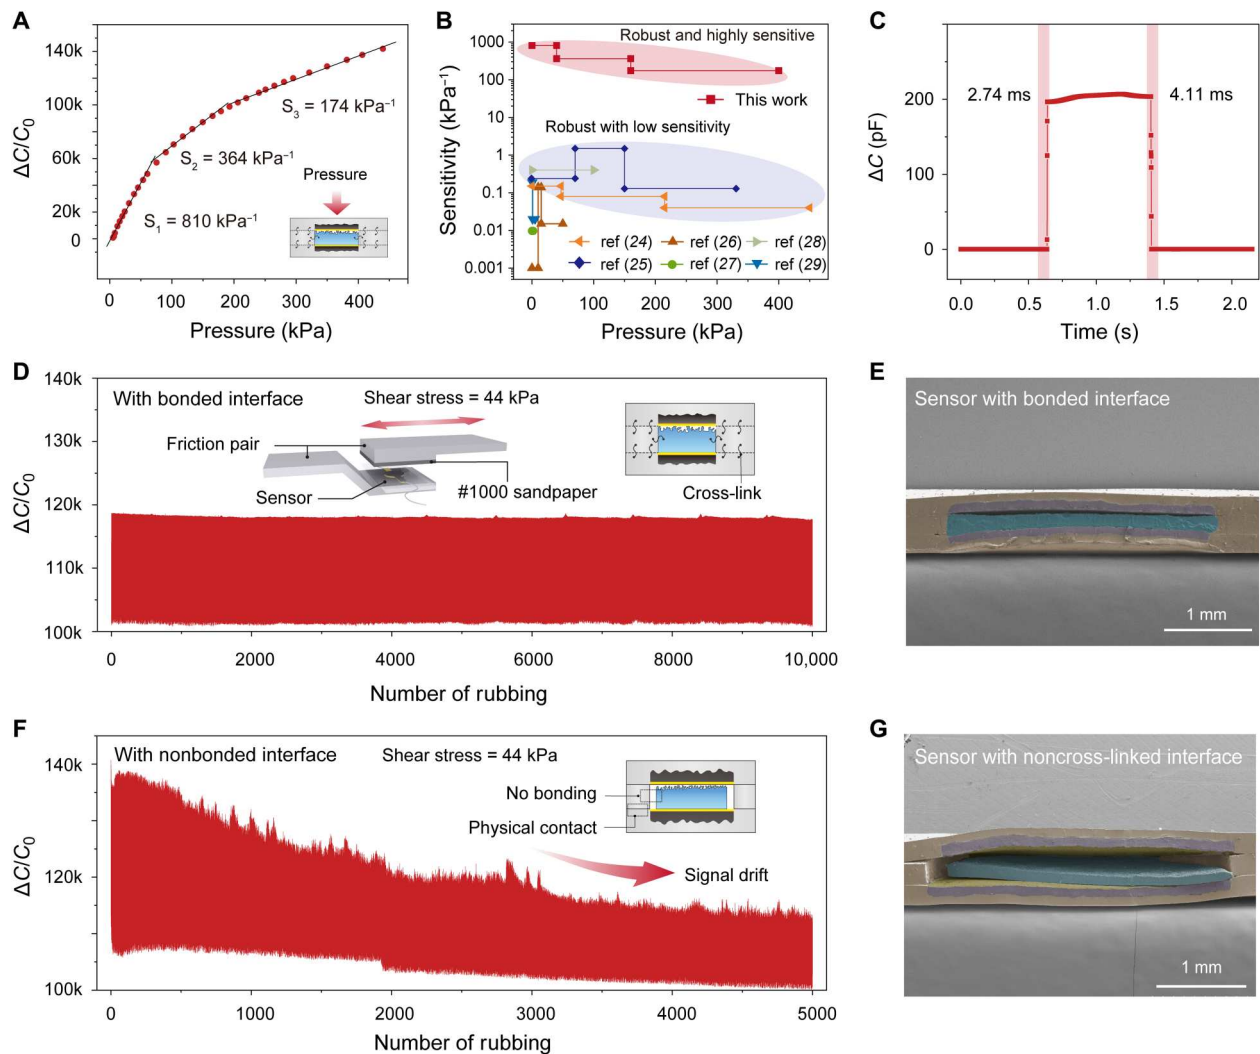 A
ΔC/C₀
140k
100k
60k
20k
0
S₃ = 174 kPa⁻¹
S₂ = 364 kPa⁻¹
S₁ = 810 kPa⁻¹
Pressure
0 100 200 300 400
Pressure (kPa)
B
Sensitivity (kPa⁻¹)
1000
100
10
1
0.1
0.01
0.001
Robust and highly sensitive
This work
Robust with low sensitivity
ref (24) ref (26) ref (28)
ref (25) ref (27) ref (29)
0 100 200 300 400
Pressure (kPa)
C
ΔC (pF)
200
100
0
2.74 ms
4.11 ms
0.0 0.5 1.0 1.5 2.0
Time (s)
D
ΔC/C₀
140k
130k
120k
110k
100k
With bonded interface
Shear stress = 44 kPa
Friction pair
Sensor
#1000 sandpaper
Cross-link
0 2000 4000 6000 8000 10,000
Number of rubbing
E
Sensor with bonded interface
1 mm
F
ΔC/C₀
140k
120k
100k
With nonbonded interface
Shear stress = 44 kPa
No bonding
Physical contact
Signal drift
0 1000 2000 3000 4000 5000
Number of rubbing
G
Sensor with noncross-linked interface
1 mm